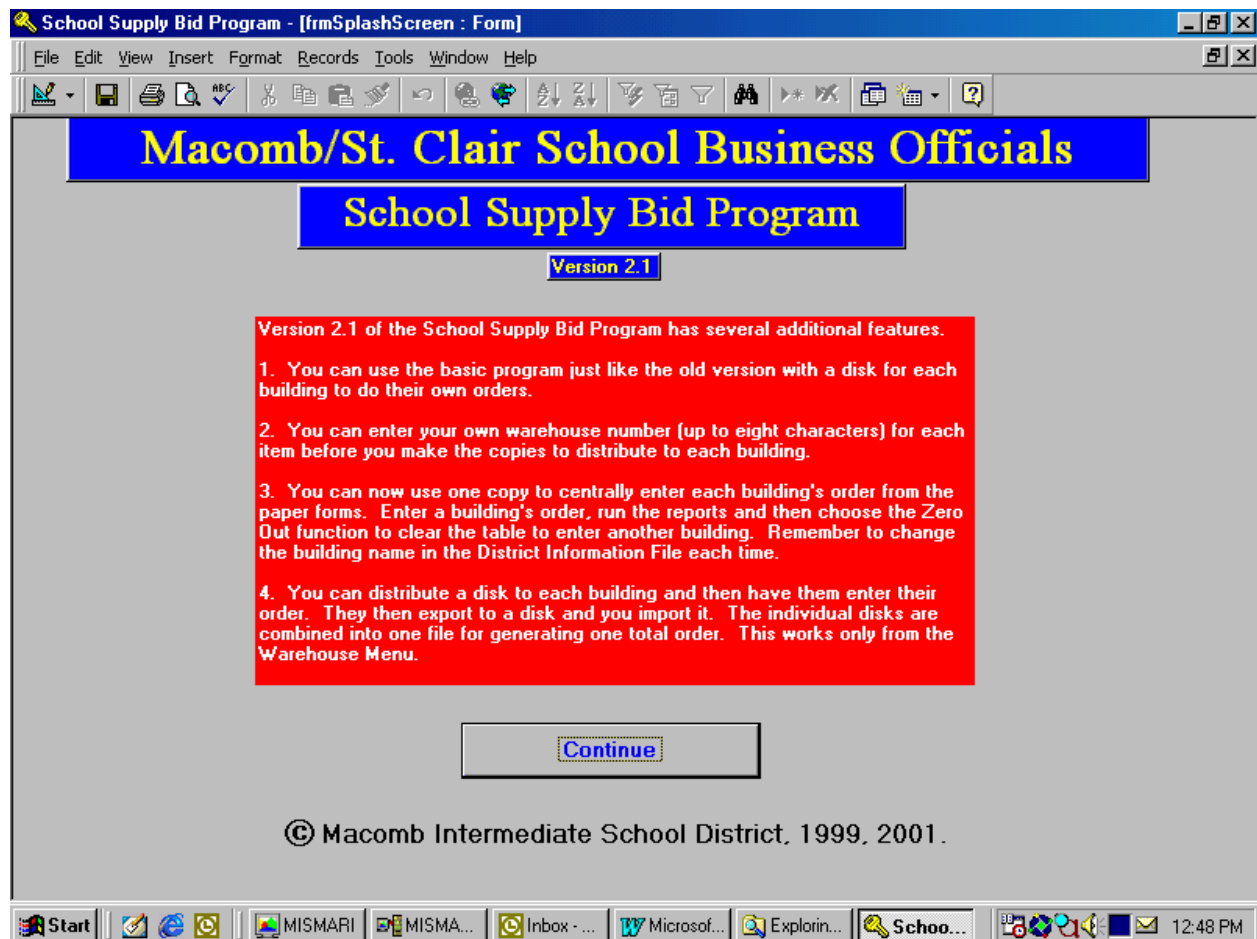 School Supply Bid Program - [frmSplashScreen : Form]
File Edit View Insert Format Records Tools Window Help
ABC
Macomb/St. Clair School Business Officials
School Supply Bid Program
Version 2.1
Version 2.1 of the School Supply Bid Program has several additional features.
1. You can use the basic program just like the old version with a disk for each
building to do their own orders.
2. You can enter your own warehouse number (up to eight characters) for each
item before you make the copies to distribute to each building.
3. You can now use one copy to centrally enter each building's order from the
paper forms. Enter a building's order, run the reports and then choose the Zero
Out function to clear the table to enter another building. Remember to change
the building name in the District Information File each time.
4. You can distribute a disk to each building and then have them enter their
order. They then export to a disk and you import it. The individual disks are
combined into one file for generating one total order. This works only from the
Warehouse Menu.
Continue
© Macomb Intermediate School District, 1999, 2001.
Start MISMARI MISMA... Inbox - ... Microsof... Explorin... Schoo... 12:48 PM